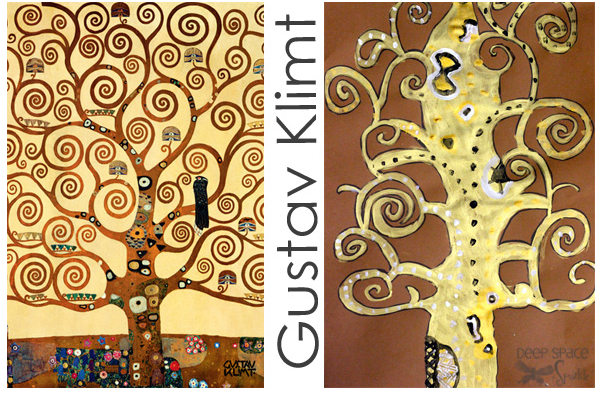 GUSTAV
KLIMT
Gustav Klimt
DEEP SPACE
Sparkle